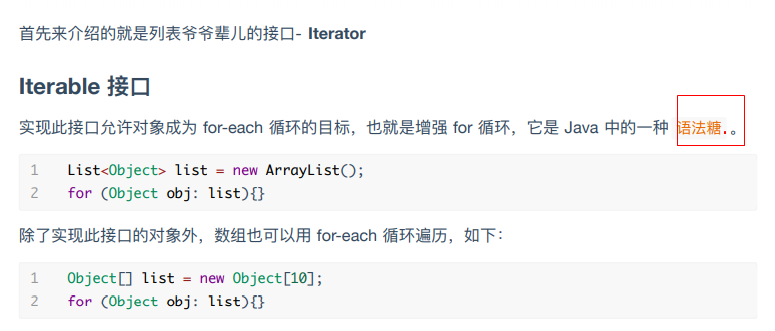 首先来介绍的就是列表爷爷辈儿的接口- Iterator
Iterable 接口
实现此接口允许对象成为 for-each 循环的目标，也就是增强 for 循环，它是 Java 中的一种 语法糖.。
1 List<Object> list = new ArrayList();
2 for (Object obj: list){}
除了实现此接口的对象外，数组也可以用 for-each 循环遍历，如下：
1 Object[] list = new Object[10];
2 for (Object obj: list){}